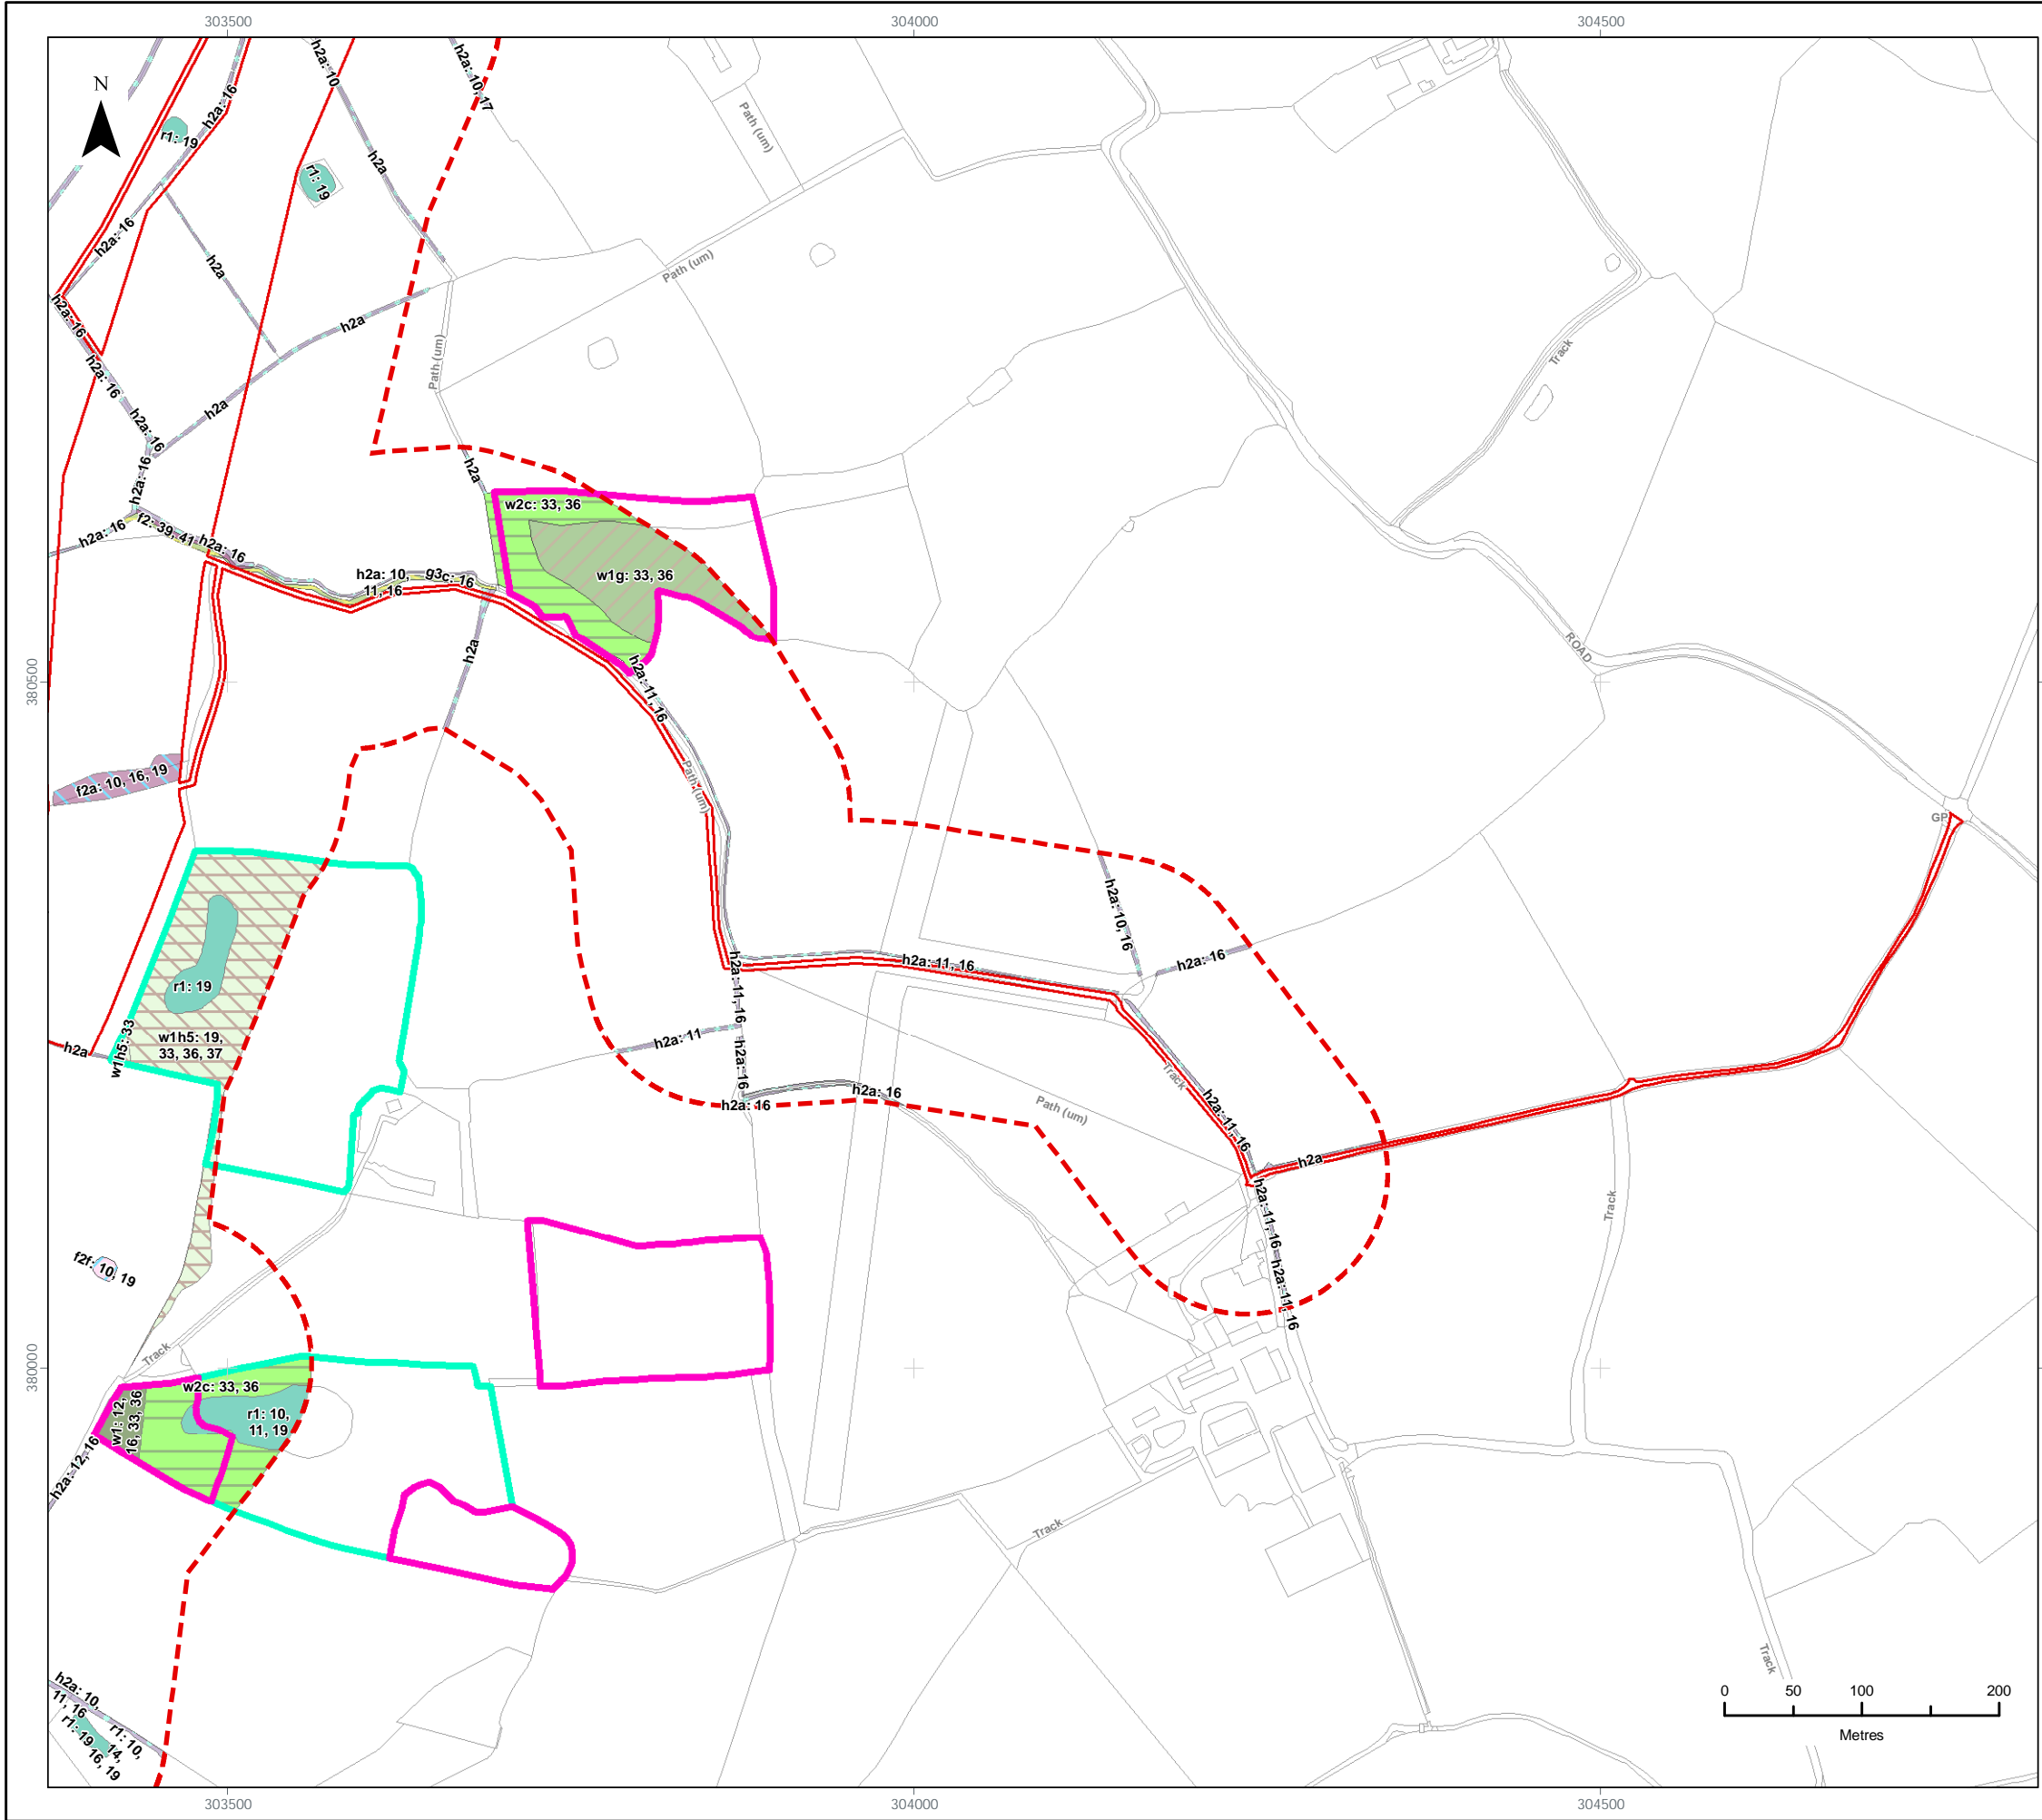 303500
304000
304500
N
h2a: 10
h2a: 10, 17
h2a: 16
r1: 19
h2a
r1: 19
Path (um)
h2a: 16
h2a
Path (um)
h2a: 16
h2a
Path (um)
Track
h2a: 16
h2a
h2a: 16
h2a: 16
h2a
w2c: 33, 36
h2a: 16
f2: 39, 41
h2a: 16
h2a: 10,
11, 16
g3c: 16
w1g: 33, 36
h2a
ROAD
380500
h2a: 11, 16
Path (um)
f2a: 10, 16, 19
GP
h2a: 10, 16
h2a: 11, 16
h2a: 11, 16
h2a: 16
r1: 19
w1h5: 33
h2a
w1h5: 19,
33, 36, 37
h2a: 11
h2a: 16
h2a: 16
h2a: 16
Path (um)
Track
h2a: 11, 16
h2a
h2a: 11, 16
Track
h2a: 11, 16
f2f: 10, 19
Track
380000
w2c: 33, 36
w1: 12,
16, 33, 36
r1: 10,
11, 19
h2a: 12, 16
Track
Track
h2a: 10,
11, 16
r1: 19
r1: 10,
14,
16, 19
0
50
100
200
Metres
303500
304000
304500